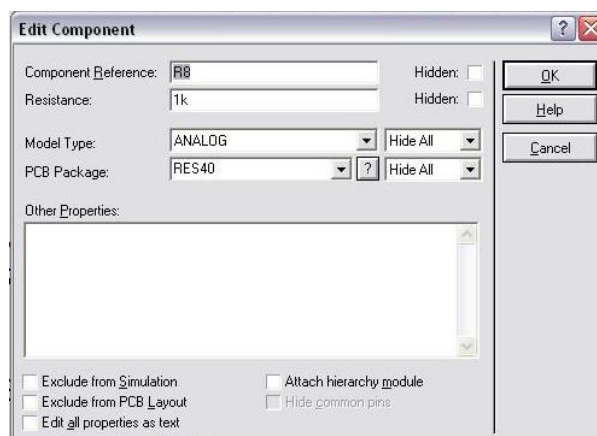 Edit Component
Component Reference: R8 Hidden: OK
Resistance: 1k Hidden: Help
Model Type: ANALOG Hide All Cancel
PCB Package: RES40 ? Hide All
Other Properties:
Exclude from Simulation Attach hierarchy module
Exclude from PCB Layout Hide common pins
Edit all properties as text